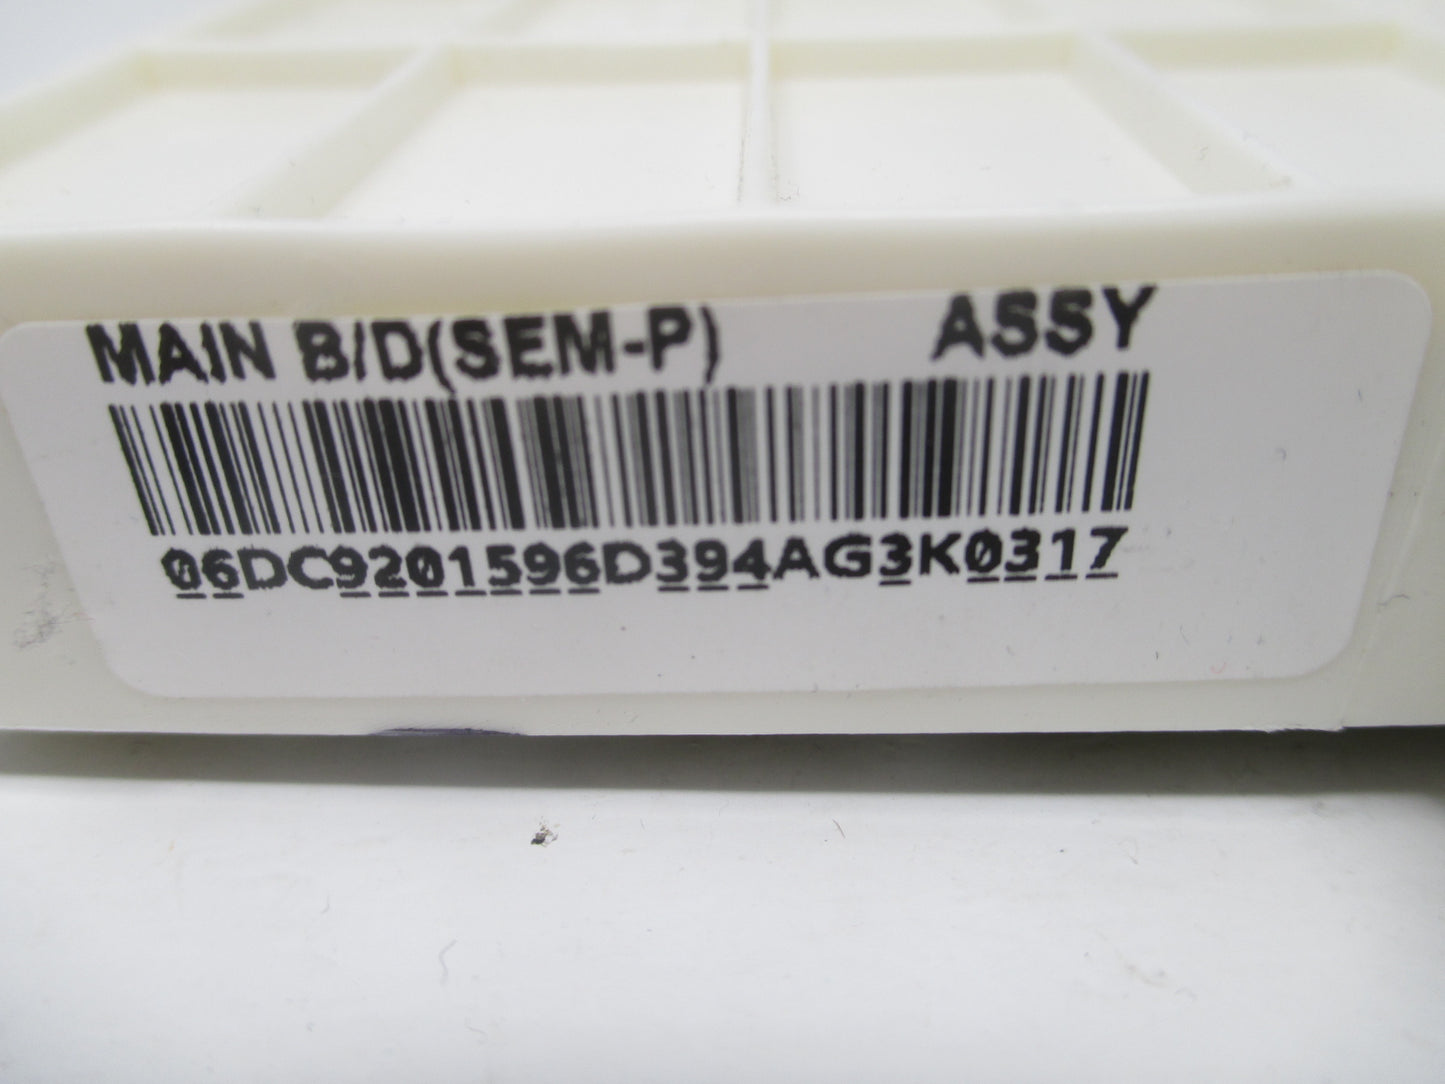 MAIN B/D(SEM-P) ASSY
06DC9201596D394AG3K0317